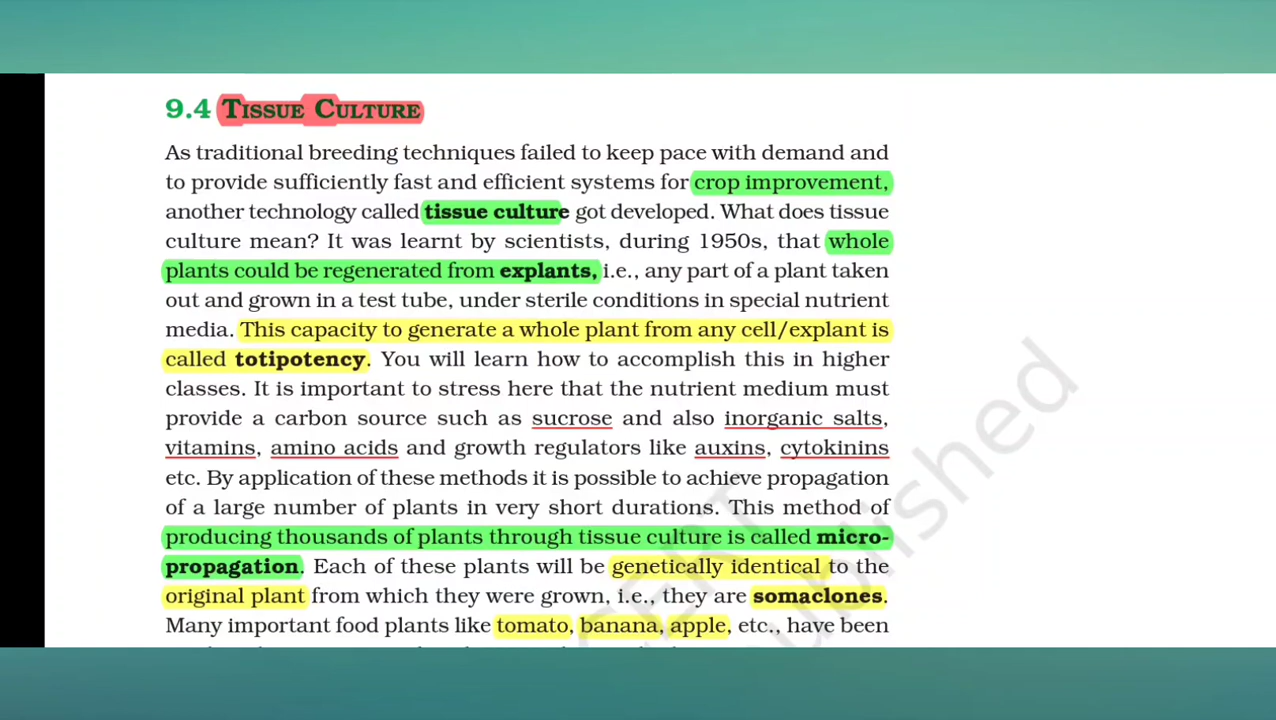 9.4 TISSUE CULTURE
As traditional breeding techniques failed to keep pace with demand and
to provide sufficiently fast and efficient systems for crop improvement,
another technology called tissue culture got developed. What does tissue
culture mean? It was learnt by scientists, during 1950s, that whole
plants could be regenerated from explants, i.e., any part of a plant taken
out and grown in a test tube, under sterile conditions in special nutrient
media. This capacity to generate a whole plant from any cell/explant is
called totipotency. You will learn how to accomplish this in higher
classes. It is important to stress here that the nutrient medium must
provide a carbon source such as sucrose and also inorganic salts,
vitamins, amino acids and growth regulators like auxins, cytokinins
etc. By application of these methods it is possible to achieve propagation
of a large number of plants in very short durations. This method of
producing thousands of plants through tissue culture is called micro-
propagation. Each of these plants will be genetically identical to the
original plant from which they were grown, i.e., they are somaclones.
Many important food plants like tomato, banana, apple, etc., have been